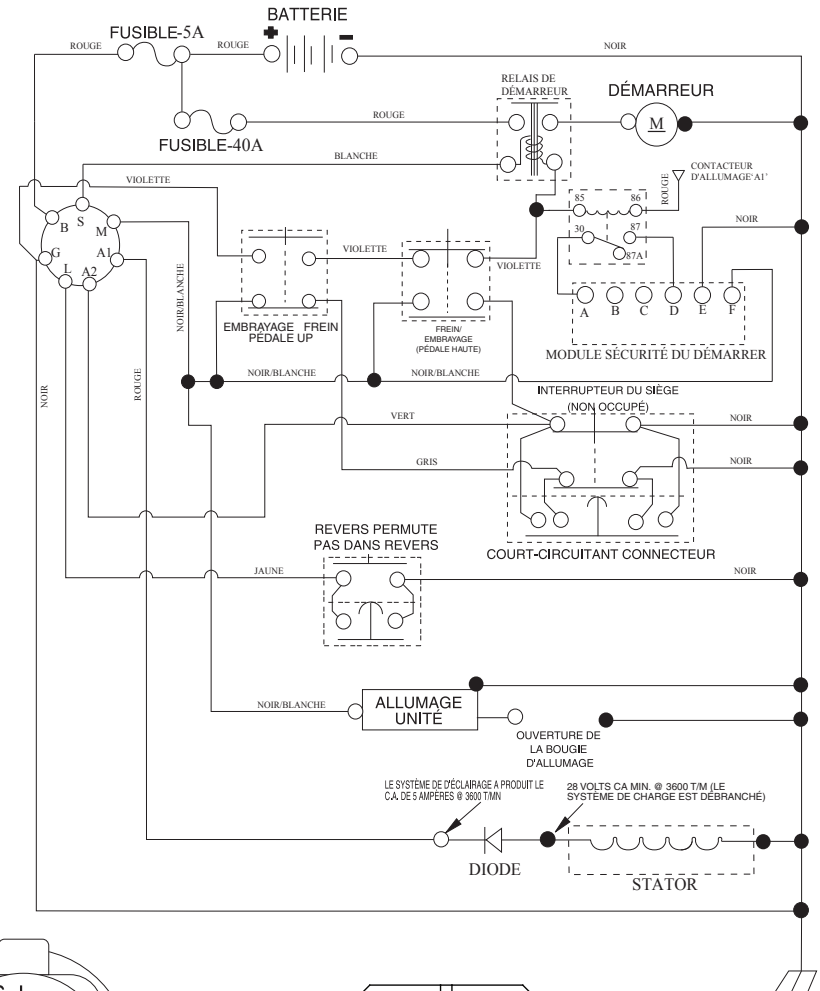 BATTERIE
FUSIBLE-5A
ROUGE
ROUGE
NOIR
RELAIS DE
DÉMARREUR
DÉMARREUR
M
ROUGE
FUSIBLE-40A
BLANCHE
VIOLETTE
CONTACTEUR
D'ALLUMAGE'A1'
ROUGE
85
86
30
87
87A
NOIR
B
S
M
G
A1
L
A2
VIOLETTE
VIOLETTE
A
B
C
D
E
F
MODULE SÉCURITÉ DU DÉMARRER
EMBRAYAGE FREIN
PÉDALE UP
FREIN/
EMBRAYAGE
(PÉDALE HAUTE)
NOIR/BLANCHE
NOIR/BLANCHE
NOIR/BLANCHE
NOIR
ROUGE
INTERRUPTEUR DU SIÈGE
(NON OCCUPÉ)
VERT
NOIR
GRIS
NOIR
COURT-CIRCUITANT CONNECTEUR
REVERS PERMUTE
PAS DANS REVERS
JAUNE
NOIR
NOIR/BLANCHE
ALLUMAGE
UNITÉ
OUVERTURE DE
LA BOUGIE
D'ALLUMAGE
LE SYSTÈME DE D'ÉCLAIRAGE A PRODUIT LE
C.A. DE 5 AMPÈRES @ 3600 T/MN
28 VOLTS CA MIN. @ 3600 T/M (LE
SYSTÈME DE CHARGE EST DÉBRANCHÉ)
DIODE
STATOR